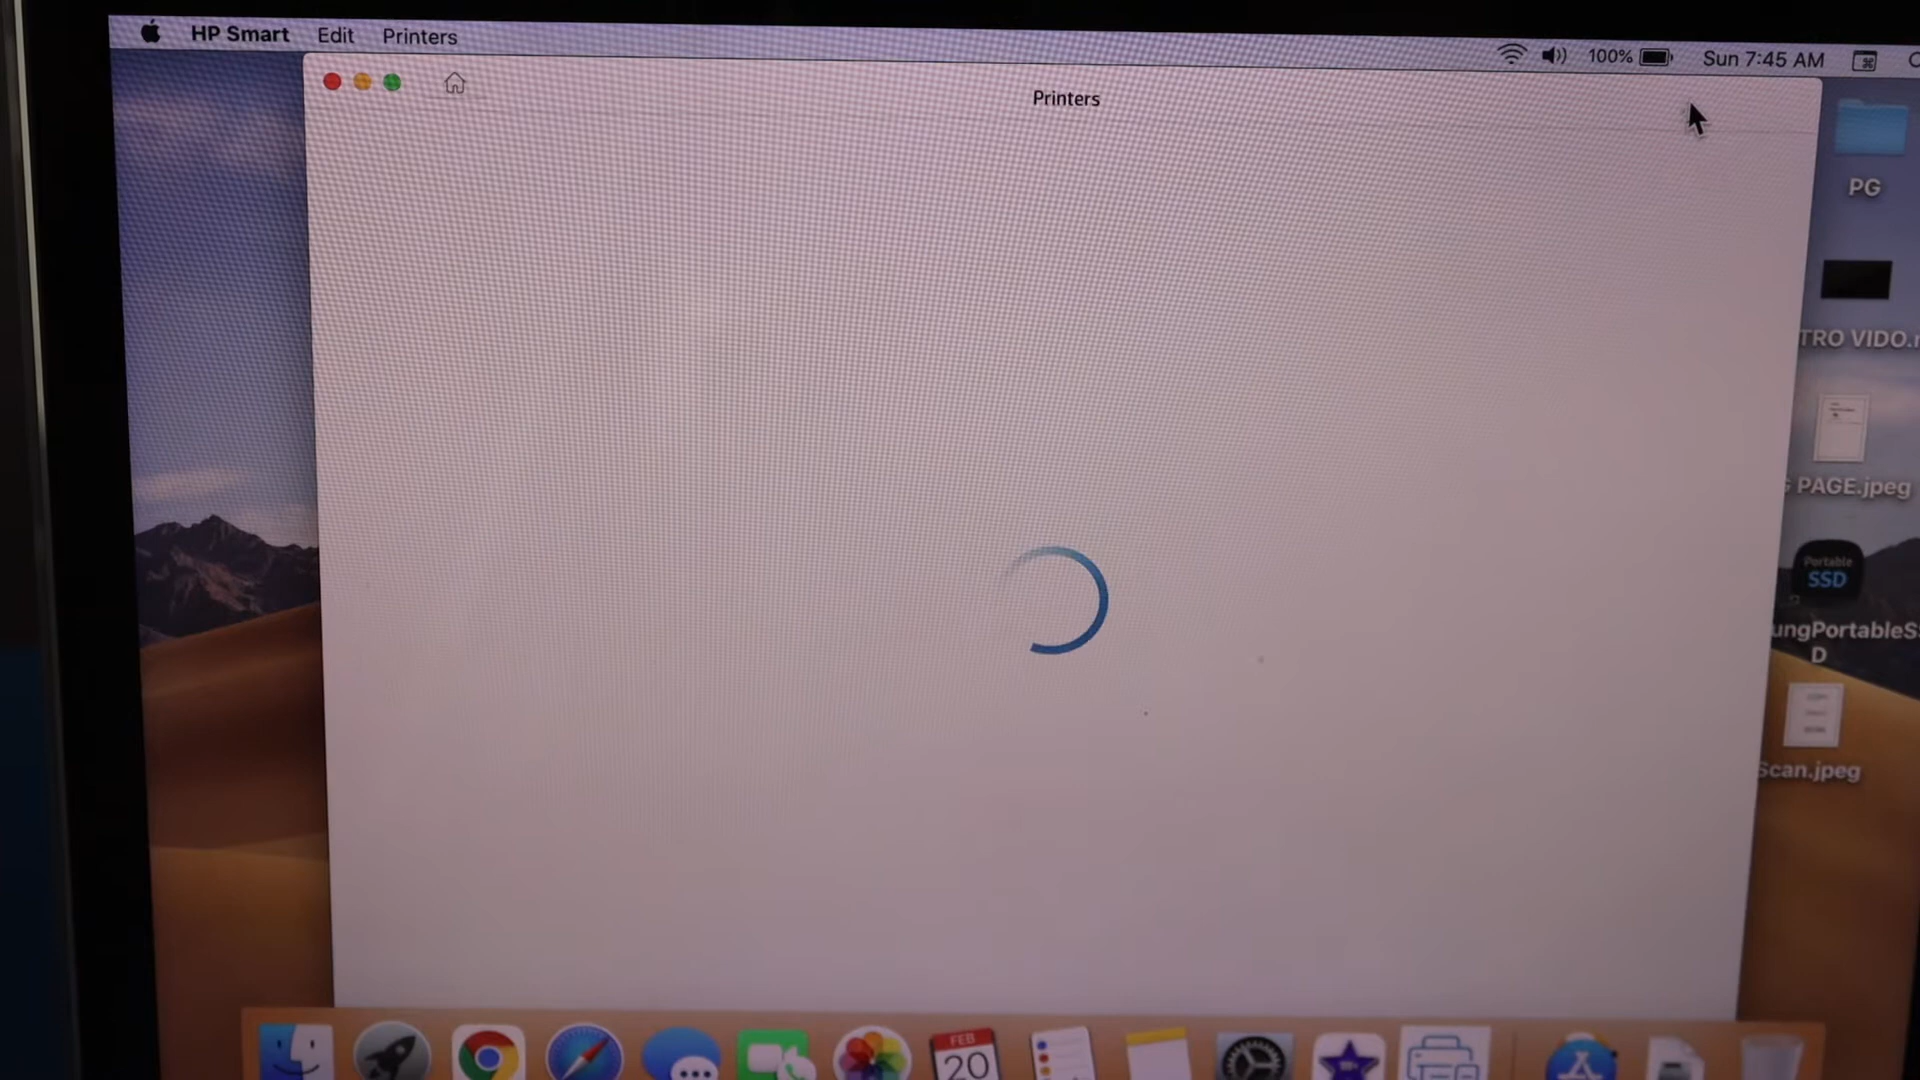 HP Smart Edit Printers
100% Sun 7:45 AM
Printers
PG
TRO VIDO.
PAGE.jpeg
Portable
SSD
ungPortableS
D
Scan.jpeg
FEB
20